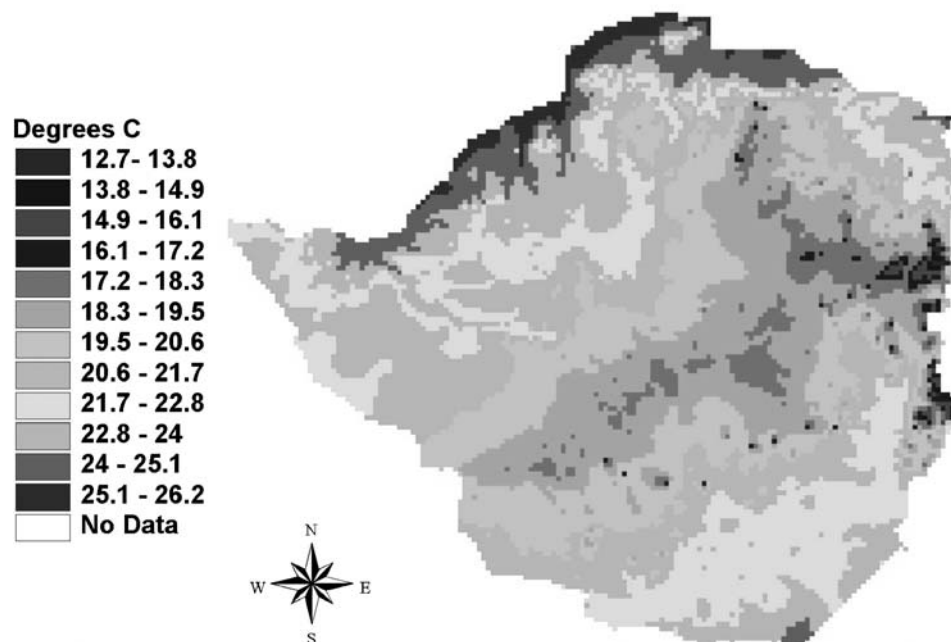 Degrees C
12.7- 13.8
13.8 - 14.9
14.9 - 16.1
16.1 - 17.2
17.2 - 18.3
18.3 - 19.5
19.5 - 20.6
20.6 - 21.7
21.7 - 22.8
22.8 - 24
24 - 25.1
25.1 - 26.2
No Data
N
W E
S